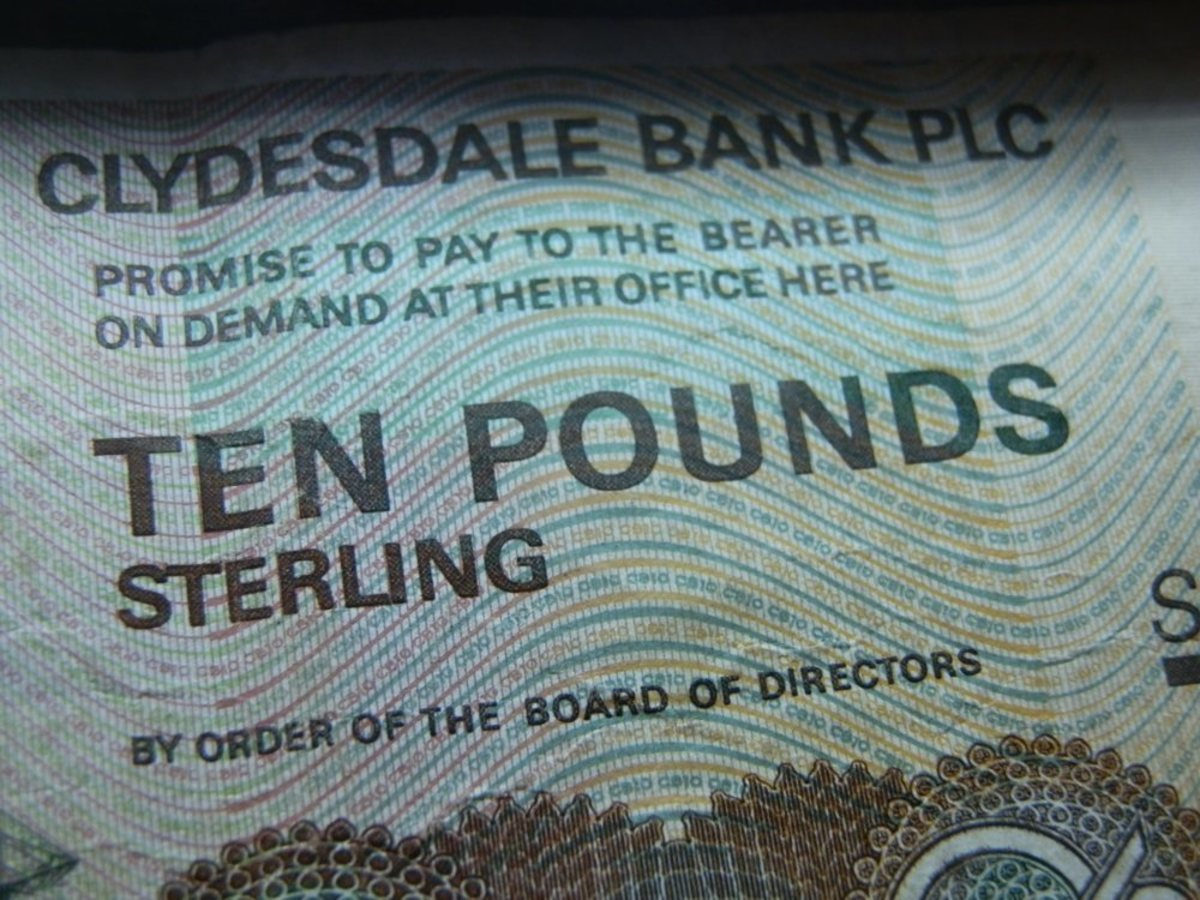 CLYDESDALE BANK PLC
PROMISE TO PAY TO THE BEARER
ON DEMAND AT THEIR OFFICE HERE
TEN POUNDS
STERLING
BY ORDER OF THE BOARD OF DIRECTORS